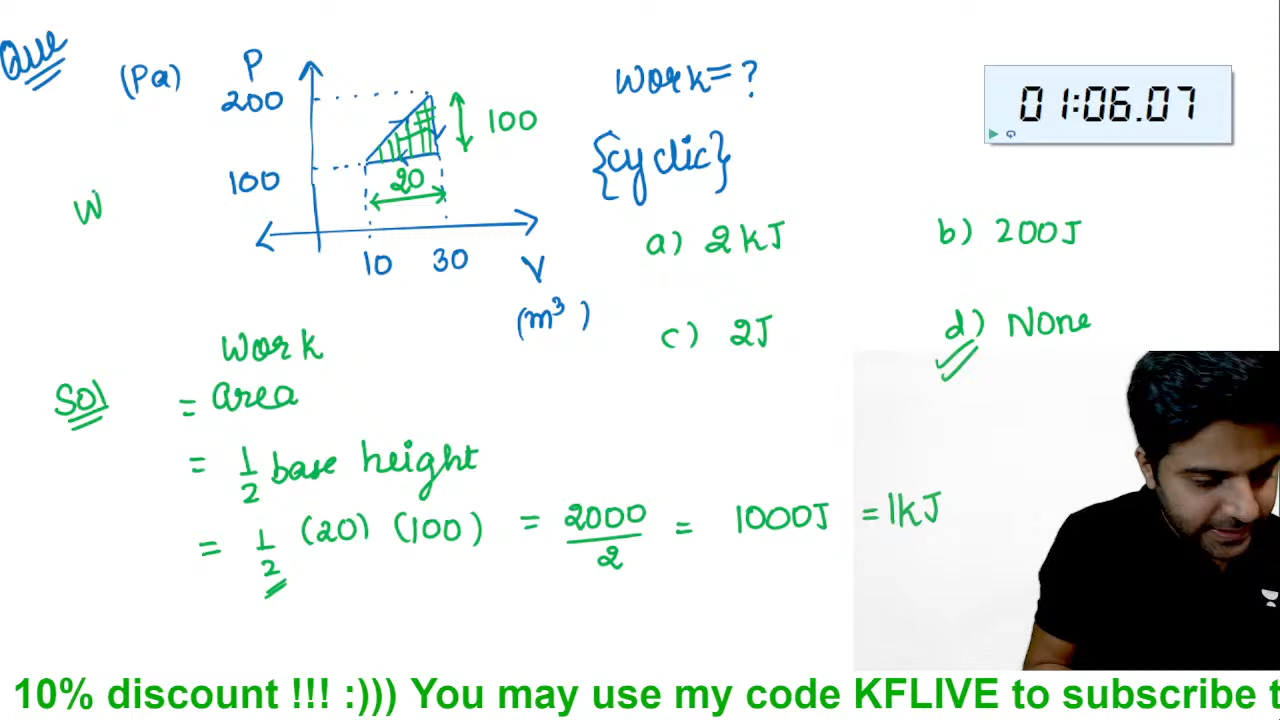 Que
(Pa) P
200
100
100
20
10 30 V
(m³)
W
Work = ?
{cyclic}
01:06.07
a) 2 kJ b) 200J
c) 2J d) None
Work
Sol = area
= 1/2 base height
= 1/2 (20) (100) = 2000/2 = 1000J = 1kJ
10% discount !!! :))) You may use my code KFLIVE to subscribe t